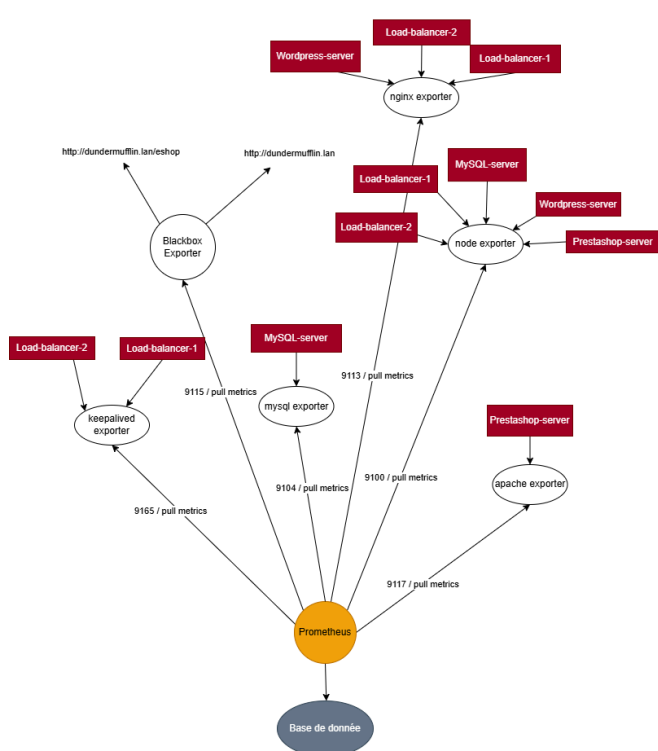 Load-balancer-2
Wordpress-server
Load-balancer-1
nginx exporter
http://dundermufflin.lan/eshop
http://dundermufflin.lan
MySQL-server
Load-balancer-1
Wordpress-server
Load-balancer-2
Prestashop-server
node exporter
Blackbox
Exporter
MySQL-server
Load-balancer-2
Load-balancer-1
9113 / pull metrics
9115 / pull metrics
mysql exporter
keepalived
exporter
Prestashop-server
9100 / pull metrics
apache exporter
9104 / pull metrics
9165 / pull metrics
9117 / pull metrics
Prometheus
Base de donnée